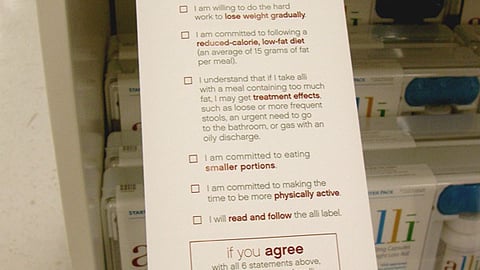 I am willing to do the hard
work to lose weight gradually.
I am committed to following a
reduced-calorie, low-fat diet
(an average of 15 grams of fat
per meal).
I understand that if I take alli
with a meal containing too much
fat, I may get treatment effects,
such as loose or more frequent
stools, an urgent need to go
to the bathroom, or gas with an
oily discharge.
I am committed to eating
smaller portions.
I am committed to making the
time to be more physically active.
I will read and follow the alli label.
if you agree
with all 6 statements above,
alli